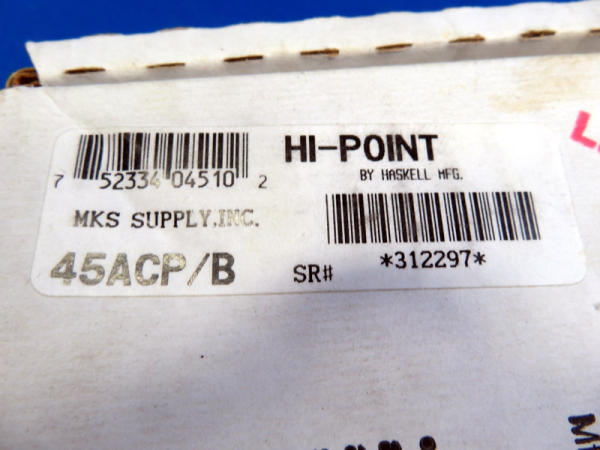 HI-POINT
BY HASKELL MFG.
7 52334 04510 2
MKS SUPPLY,INC.
45ACP/B
SR# *312297*